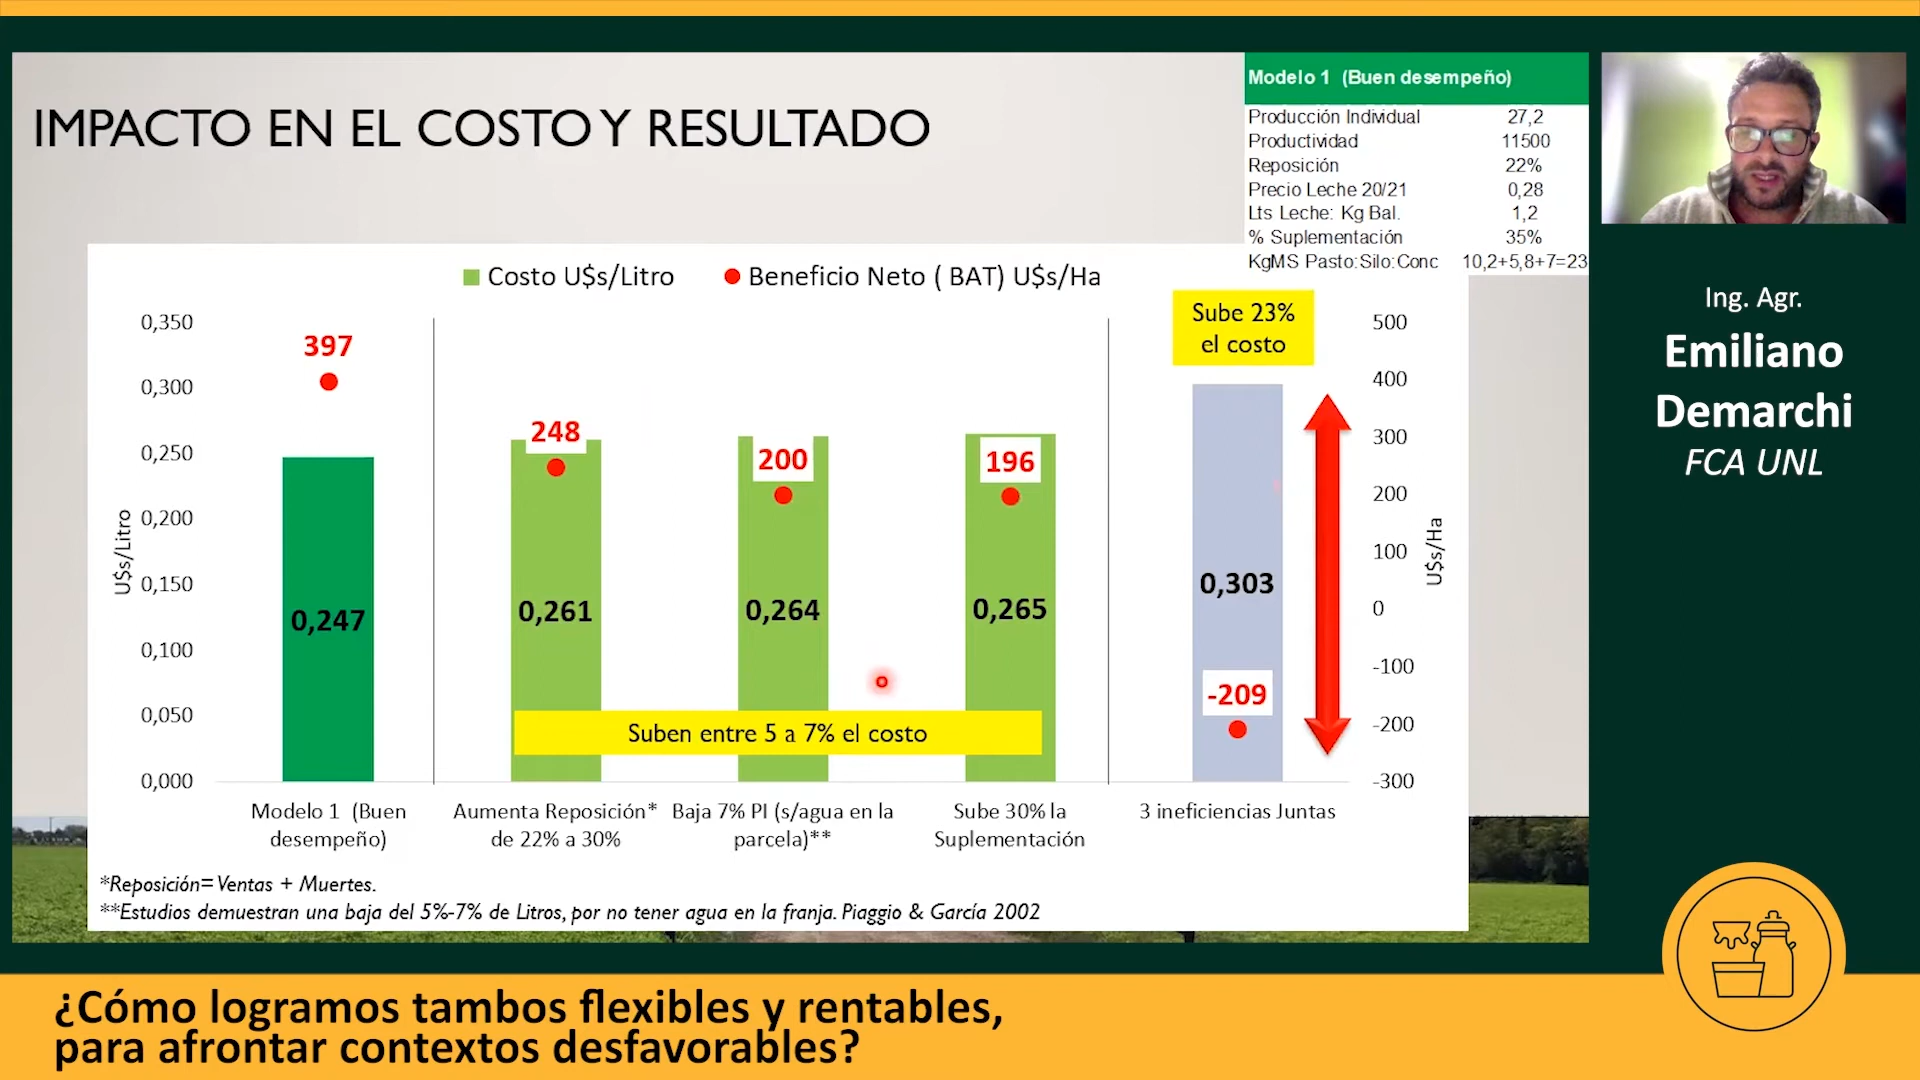 IMPACTO EN EL COSTO Y RESULTADO
Modelo 1 (Buen desempeño)
Producción Individual 27,2
Productividad 11500
Reposición 22%
Precio Leche 20/21 0,28
Lts Leche: Kg Bal. 1,2
% Suplementación 35%
KgMS Pasto:Silo:Conc 10,2+5,8+7=23
Costo U$s/Litro
Beneficio Neto ( BAT) U$s/Ha
Sube 23%
el costo
0,350
0,300
0,250
0,200
0,150
0,100
0,050
0,000
U$s/Litro
397
248
200
196
-209
0,247
0,261
0,264
0,265
0,303
Suben entre 5 a 7% el costo
500
400
300
200
100
0
-100
-200
-300
U$s/Ha
Modelo 1 (Buen
desempeño)
Aumenta Reposición*
de 22% a 30%
Baja 7% PI (s/agua en la
parcela)**
Sube 30% la
Suplementación
3 ineficiencias Juntas
*Reposición= Ventas + Muertes.
**Estudios demuestran una baja del 5%-7% de Litros, por no tener agua en la franja. Piaggio & García 2002
Ing. Agr.
Emiliano
Demarchi
FCA UNL
¿Cómo logramos tambos flexibles y rentables,
para afrontar contextos desfavorables?